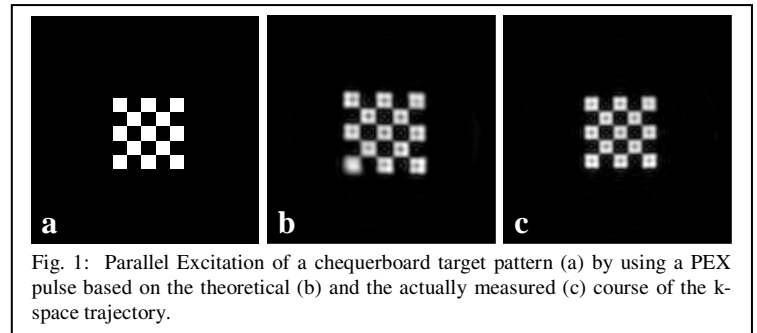 a
b
c
Fig. 1: Parallel Excitation of a chequerboard target pattern (a) by using a PEX
pulse based on the theoretical (b) and the actually measured (c) course of the k-
space trajectory.